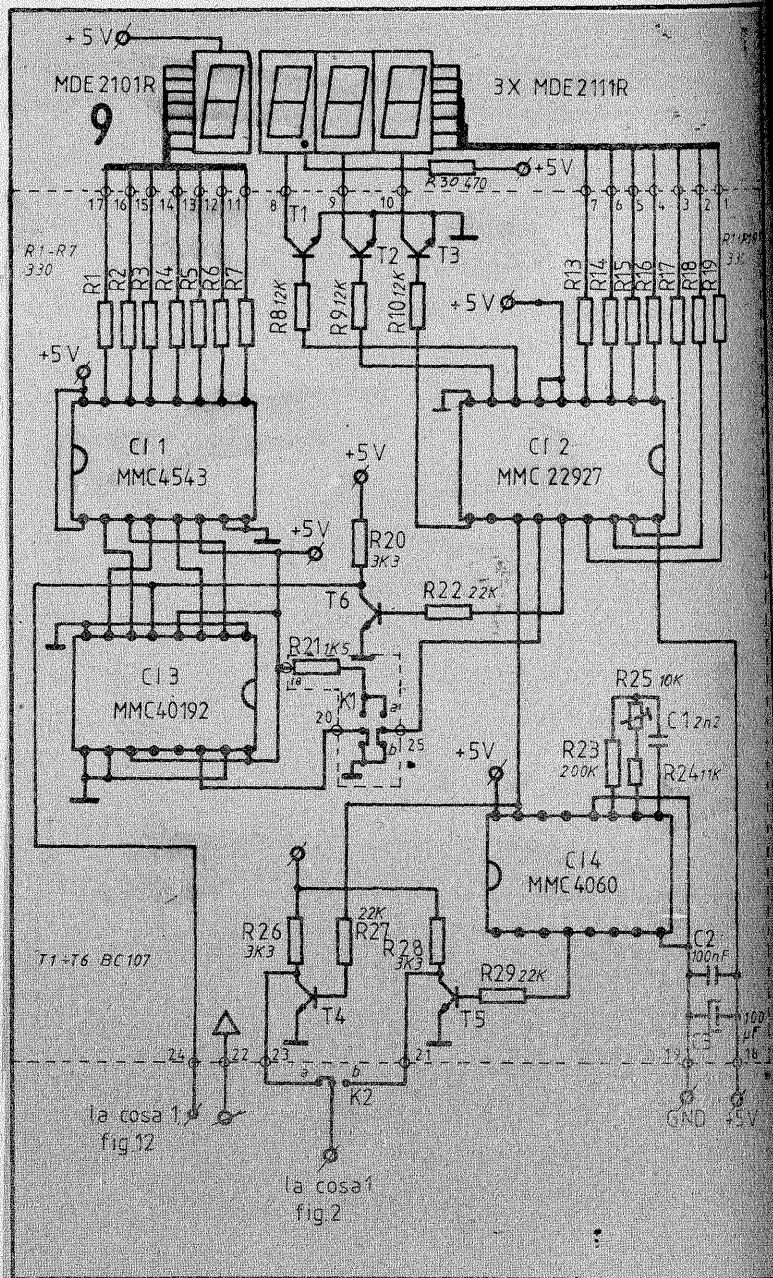 +5V
MDE2101R
3X MDE2111R
9
+5V
R30 470
17 16 15 14 13 12 11
8 9 10
7 6 5 4 3 2 1
T1
T2
T3
R1-R7
330
R1 R2 R3 R4 R5 R6 R7
R8 12K
R9 12K
R10 12K
+5V
R13 R14 R15 R16 R17 R18 R19
+5V
CI 1
MMC4543
CI 2
MMC 22927
+5V
+5V
R20
3K3
T6
R22 22K
R21 1K5
18
CI 3
MMC40192
K1
a
20
25
b
R25 10K
C1 2n2
R23
200K
R24 11K
+5V
CI 4
MMC4060
22K
R26
3K3
R27
R28
3K3
C2
100nF
T1-T6 BC107
R29 22K
T4
T5
C3
100
µF
24 22 23 21 19 18
a
b
K2
la cosa 1
fig.12
GND
+5V
la cosa1
fig.2